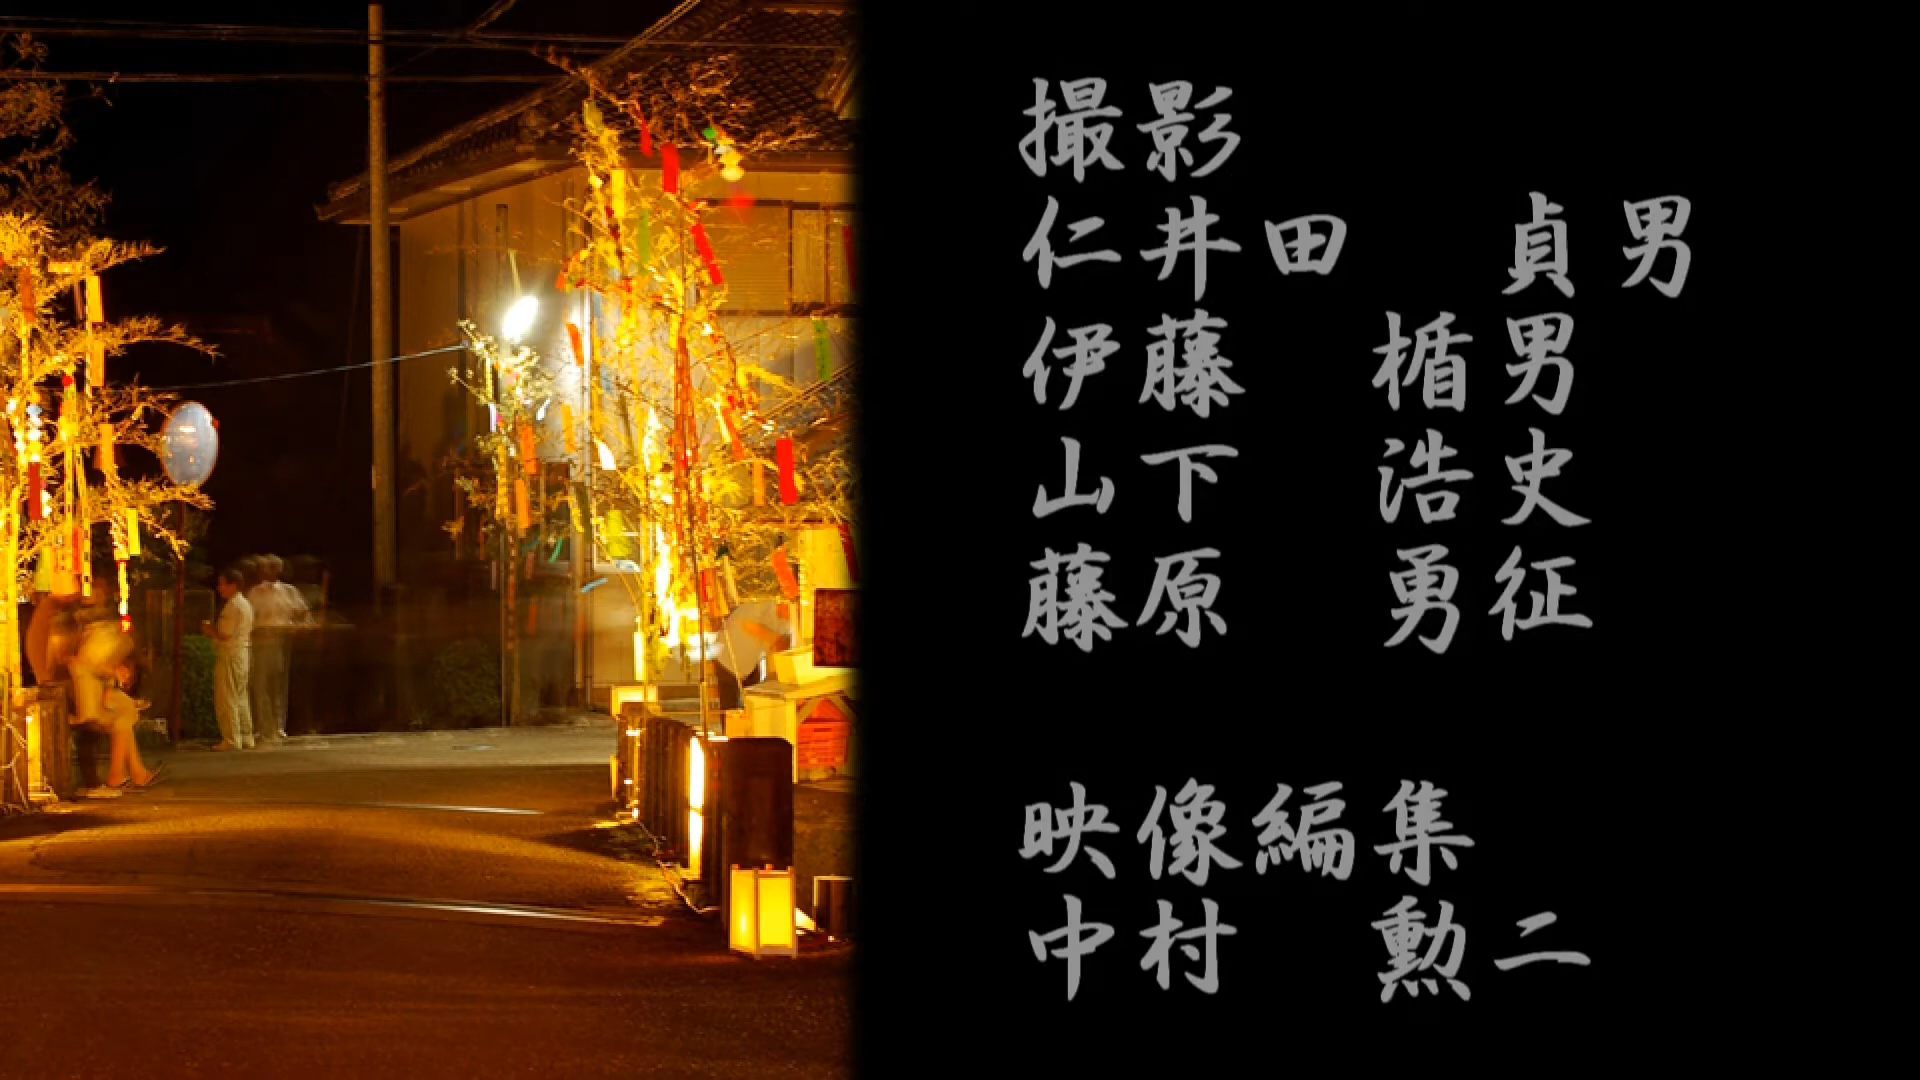 撮影
仁井田　貞男
伊藤　楯男
山下　浩史
藤原　勇征
映像編集
中村　勲二